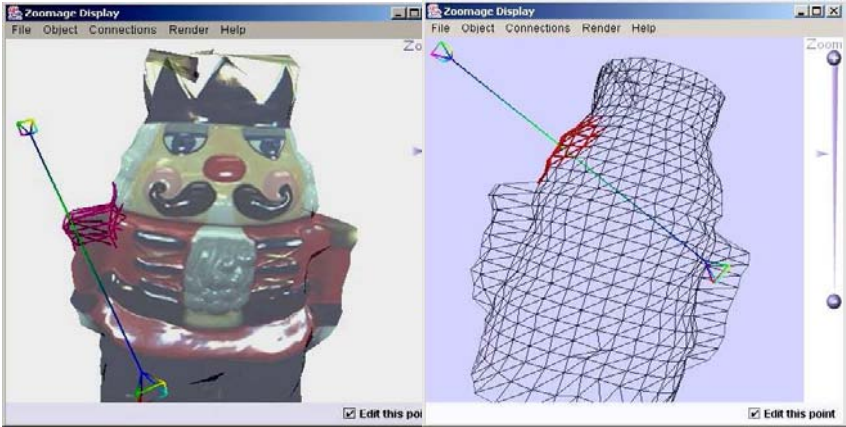 Zoomage Display
File Object Connections Render Help
Zo
Edit this poi
Zoomage Display
File Object Connections Render Help
Zoom
Edit this point